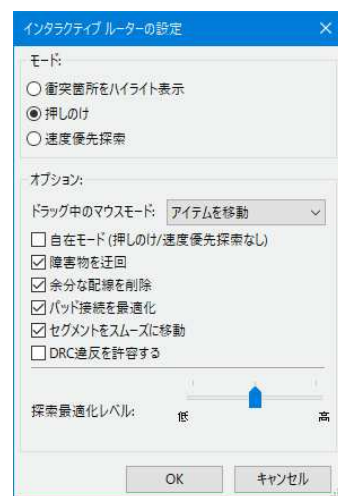 インタラクティブ ルーターの設定
モード:
衝突箇所をハイライト表示
押しのけ
速度優先探索
オプション:
ドラッグ中のマウスモード: アイテムを移動
自在モード (押しのけ/速度優先探索なし)
障害物を迂回
余分な配線を削除
パッド接続を最適化
セグメントをスムーズに移動
DRC違反を許容する
探索最適化レベル:
低 高
OK キャンセル